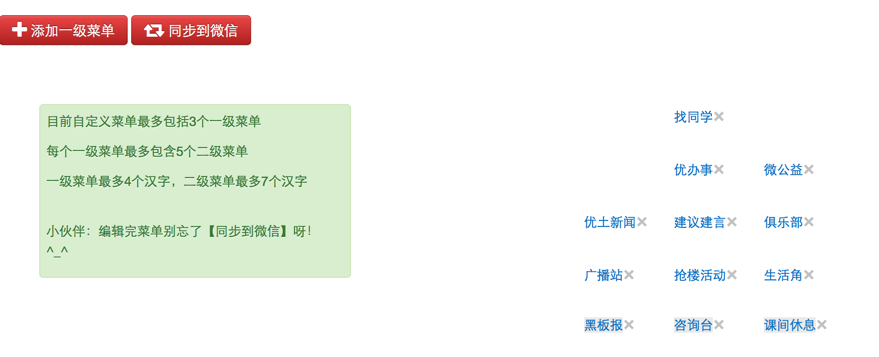 添加一级菜单 同步到微信
目前自定义菜单最多包括3个一级菜单
每个一级菜单最多包含5个二级菜单
一级菜单最多4个汉字，二级菜单最多7个汉字
小伙伴：编辑完菜单别忘了【同步到微信】呀！
^_^
找同学
优办事 微公益
优土新闻 建议建言 俱乐部
广播站 抢楼活动 生活角
黑板报 咨询台 课间休息